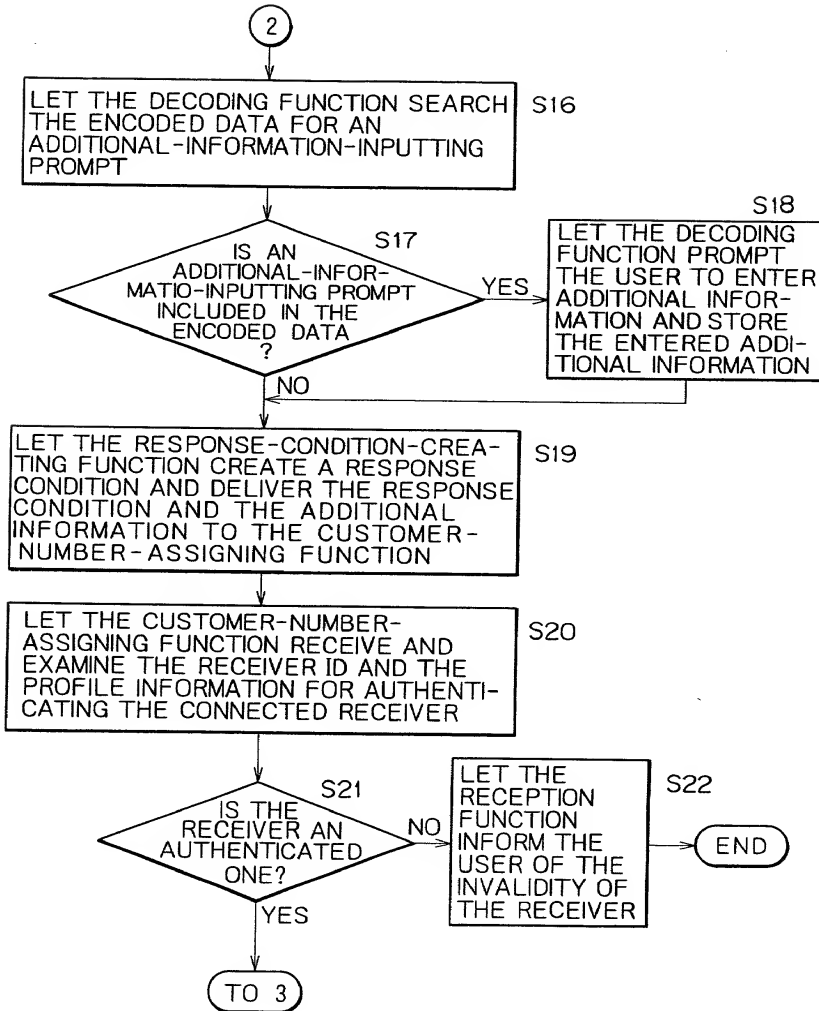 2
LET THE DECODING FUNCTION SEARCH
THE ENCODED DATA FOR AN
ADDITIONAL-INFORMATION-INPUTTING
PROMPT
S16
S17
IS AN
ADDITIONAL-INFOR-
MATIO-INPUTTING PROMPT
INCLUDED IN THE
ENCODED DATA
?
YES
NO
S18
LET THE DECODING
FUNCTION PROMPT
THE USER TO ENTER
ADDITIONAL INFOR-
MATION AND STORE
THE ENTERED ADDI-
TIONAL INFORMATION
LET THE RESPONSE-CONDITION-CREA-
TING FUNCTION CREATE A RESPONSE
CONDITION AND DELIVER THE RESPONSE
CONDITION AND THE ADDITIONAL
INFORMATION TO THE CUSTOMER-
NUMBER-ASSIGNING FUNCTION
S19
LET THE CUSTOMER-NUMBER-
ASSIGNING FUNCTION RECEIVE AND
EXAMINE THE RECEIVER ID AND THE
PROFILE INFORMATION FOR AUTHENTI-
CATING THE CONNECTED RECEIVER
S20
S21
IS THE
RECEIVER AN
AUTHENTICATED
ONE?
NO
YES
LET THE
RECEPTION
FUNCTION
INFORM THE
USER OF THE
INVALIDITY OF
THE RECEIVER
S22
END
TO 3